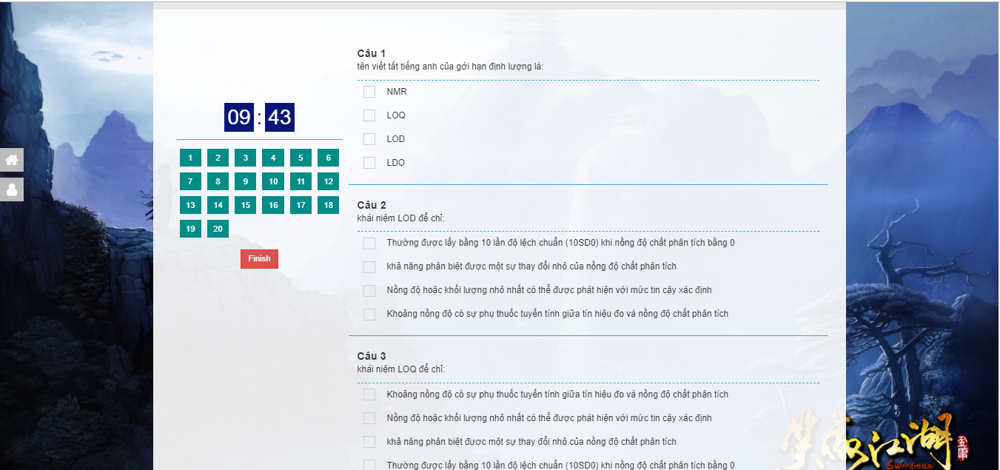 Câu 1
tên viết tắt tiếng anh của gới hạn định lượng là:
NMR
LOQ
LOD
LDO
09 : 43
1 2 3 4 5 6
7 8 9 10 11 12
13 14 15 16 17 18
19 20
Finish
Câu 2
khái niệm LOD để chỉ:
Thường được lấy bằng 10 lần độ lệch chuẩn (10SD0) khi nồng độ chất phân tích bằng 0
khả năng phân biệt được một sự thay đổi nhỏ của nồng độ chất phân tích
Nồng độ hoặc khối lượng nhỏ nhất có thể được phát hiện với mức tin cậy xác định
Khoảng nồng độ có sự phụ thuốc tuyến tính giữa tín hiệu đo và nồng độ chất phân tích
Câu 3
khái niệm LOQ để chỉ:
Khoảng nồng độ có sự phụ thuốc tuyến tính giữa tín hiệu đo và nồng độ chất phân tích
Nồng độ hoặc khối lượng nhỏ nhất có thể được phát hiện với mức tin cậy xác định
khả năng phân biệt được một sự thay đổi nhỏ của nồng độ chất phân tích
Thường được lấy bằng 10 lần độ lệch chuẩn (10SD0) khi nồng độ chất phân tích bằng 0
笑傲江湖
Swordman